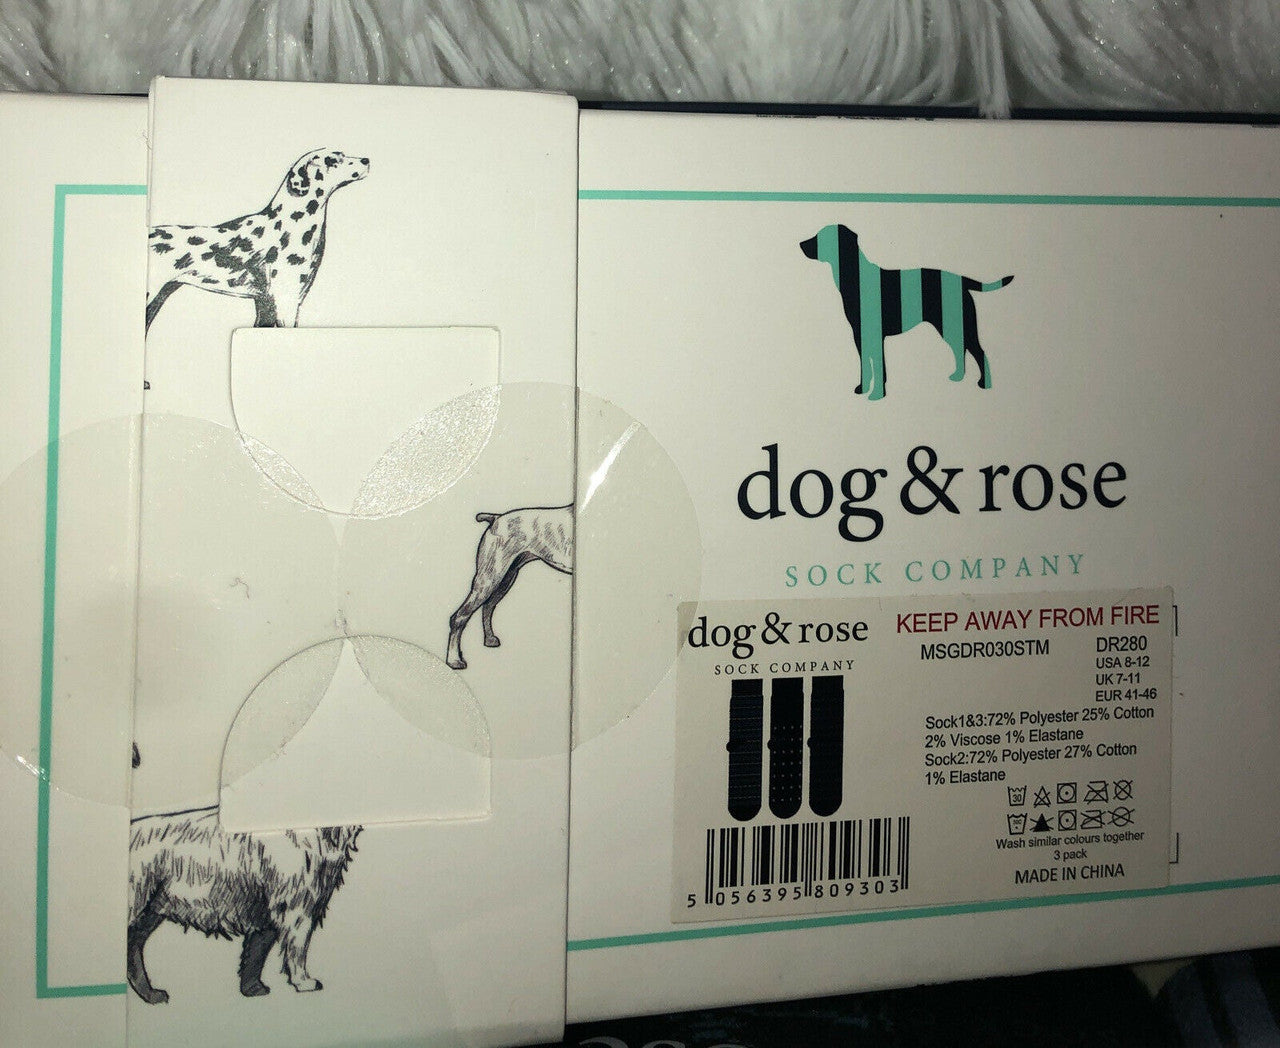 dog & rose
SOCK COMPANY
dog & rose
SOCK COMPANY
KEEP AWAY FROM FIRE
MSGDR030STM
DR280
USA 8-12
UK 7-11
EUR 41-46
Sock1&3:72% Polyester 25% Cotton
2% Viscose 1% Elastane
Sock2:72% Polyester 27% Cotton
1% Elastane
30
Wash similar colours together
3 pack
MADE IN CHINA
5 056395 809303